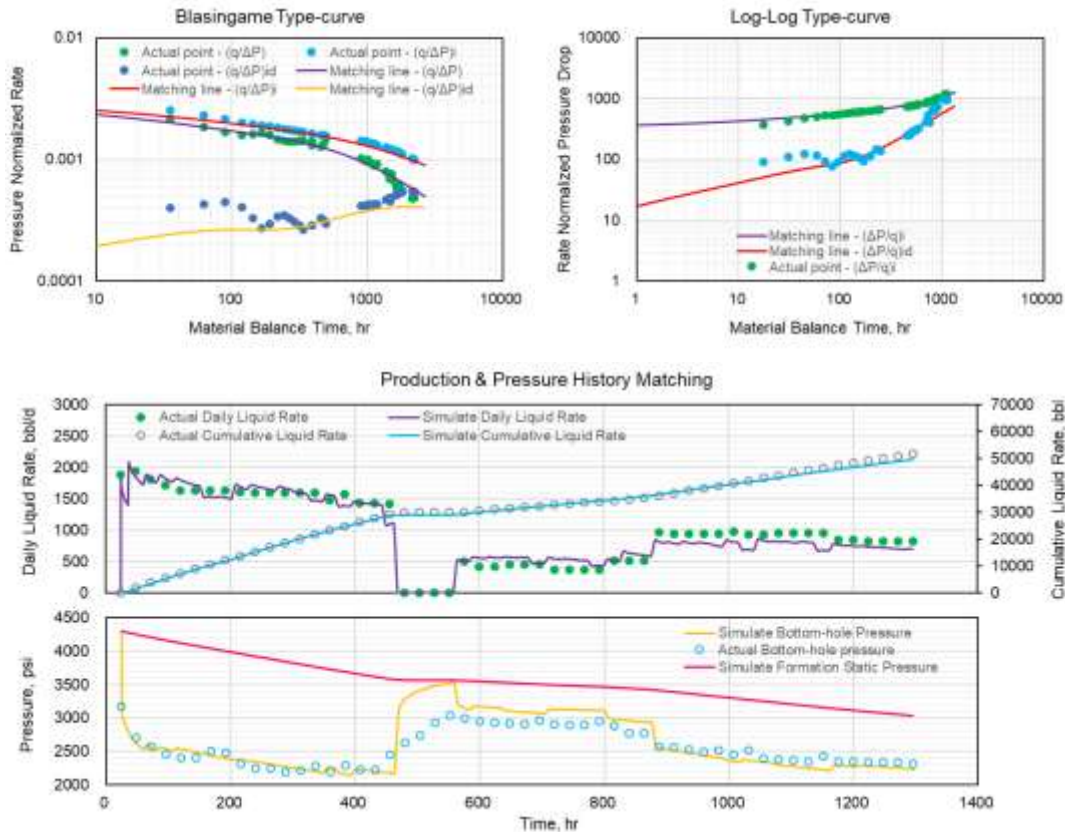 Blasingame Type-curve
0.01
0.001
0.0001
10 100 1000 10000
Pressure Normalized Rate
Material Balance Time, hr
Actual point - (q/ΔP)
Actual point - (q/ΔP)i
Actual point - (q/ΔP)id
Matching line - (q/ΔP)
Matching line - (q/ΔP)i
Matching line - (q/ΔP)id
Log-Log Type-curve
10000
1000
100
10
1
1 10 100 1000 10000
Rate Normalized Pressure Drop
Material Balance Time, hr
Matching line - (ΔP/q)i
Matching line - (ΔP/q)id
Actual point - (ΔP/q)i
Production & Pressure History Matching
3000
2500
2000
1500
1000
500
0
Daily Liquid Rate, bbl/d
Actual Daily Liquid Rate
Simulate Daily Liquid Rate
Actual Cumulative Liquid Rate
Simulate Cumulative Liquid Rate
70000
60000
50000
40000
30000
20000
10000
0
Cumulative Liquid Rate, bbl
4500
4000
3500
3000
2500
2000
Pressure, psi
Simulate Bottom-hole Pressure
Actual Bottom-hole pressure
Simulate Formation Static Pressure
0 200 400 600 800 1000 1200 1400
Time, hr